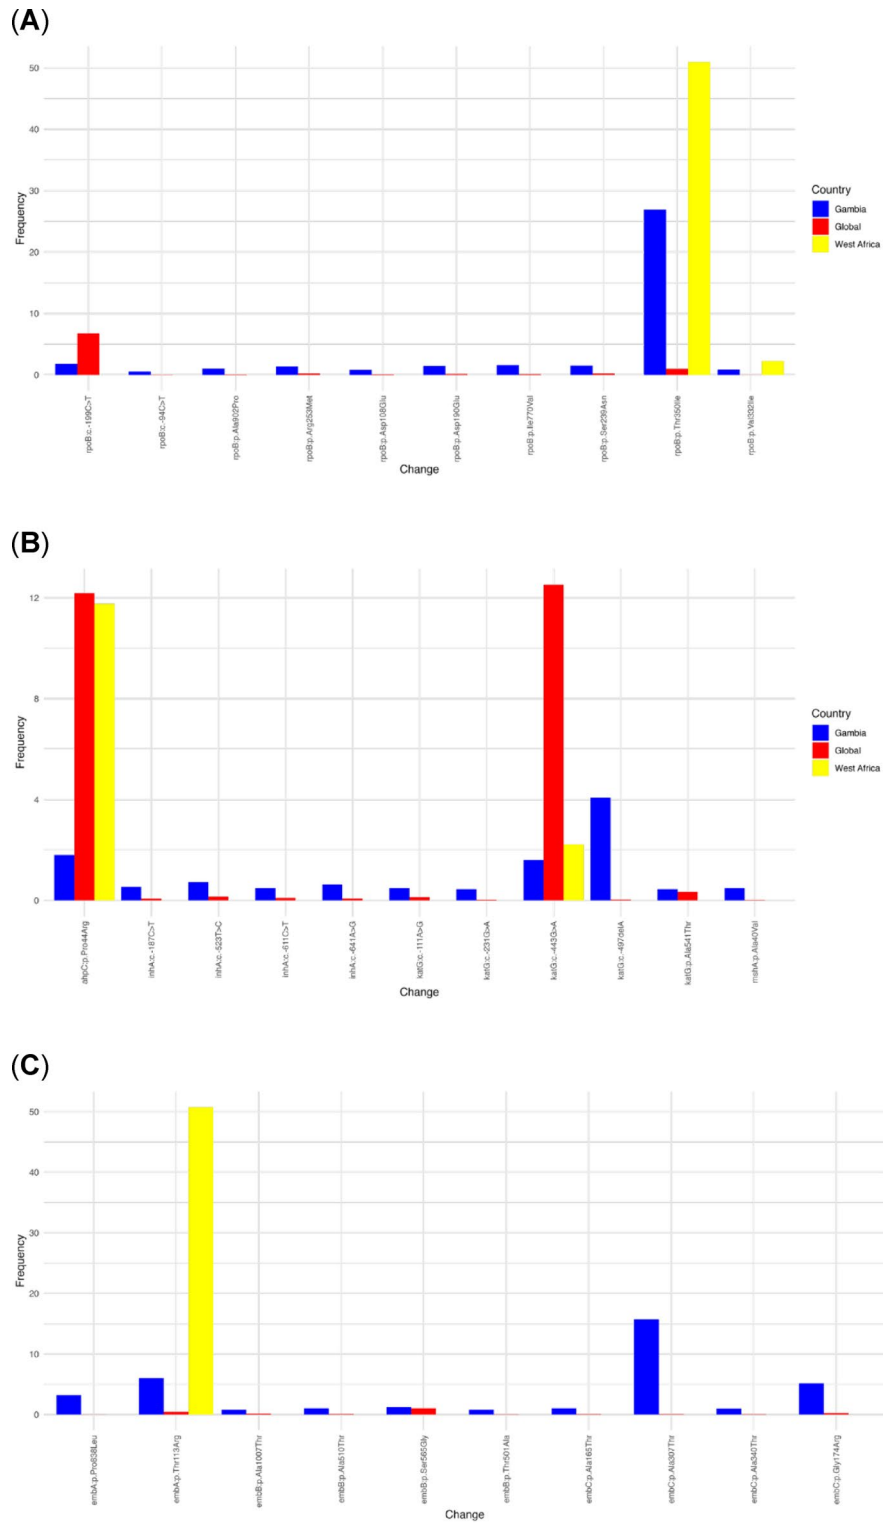 (A)
50
40
30
20
10
0
Frequency
rpoB:c.-199C>T
rpoB:c.-94C>T
rpoB:p.Ala902Pro
rpoB:p.Arg253Met
rpoB:p.Asp108Glu
rpoB:p.Asp190Glu
rpoB:p.Ile770Val
rpoB:p.Ser239Asn
rpoB:p.Thr350Ile
rpoB:p.Val332Ile
Change
Country
Gambia
Global
West Africa
(B)
12
8
4
0
Frequency
ahpC:p.Pro44Arg
inhA:c.-187C>T
inhA:c.-523T>C
inhA:c.-611C>T
inhA:c.-641A>G
katG:c.-111A>G
katG:c.-231G>A
katG:c.-443G>A
katG:c.-497delA
katG:p.Ala541Thr
mshA:p.Ala40Val
Change
Country
Gambia
Global
West Africa
(C)
50
40
30
20
10
0
Frequency
embA:p.Pro638Leu
embA:p.Thr113Arg
embB:p.Ala1007Thr
embB:p.Ala510Thr
embB:p.Ser565Gly
embB:p.Thr501Ala
embC:p.Ala165Thr
embC:p.Ala307Thr
embC:p.Ala340Thr
embC:p.Gly174Arg
Change